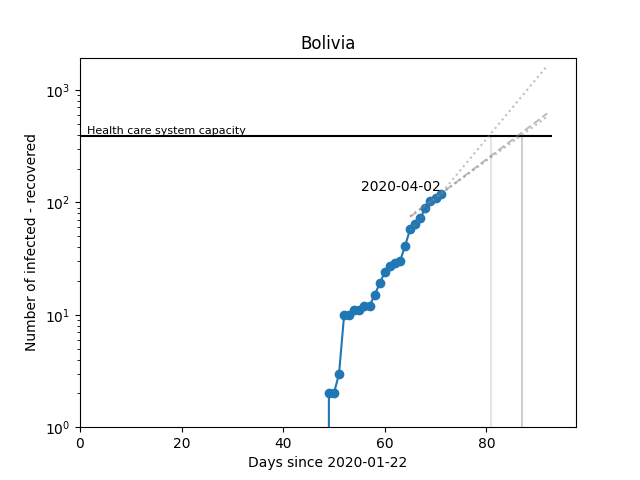 Bolivia
10³
Health care system capacity
2020-04-02
10²
10¹
10⁰
Number of infected - recovered
0 20 40 60 80
Days since 2020-01-22